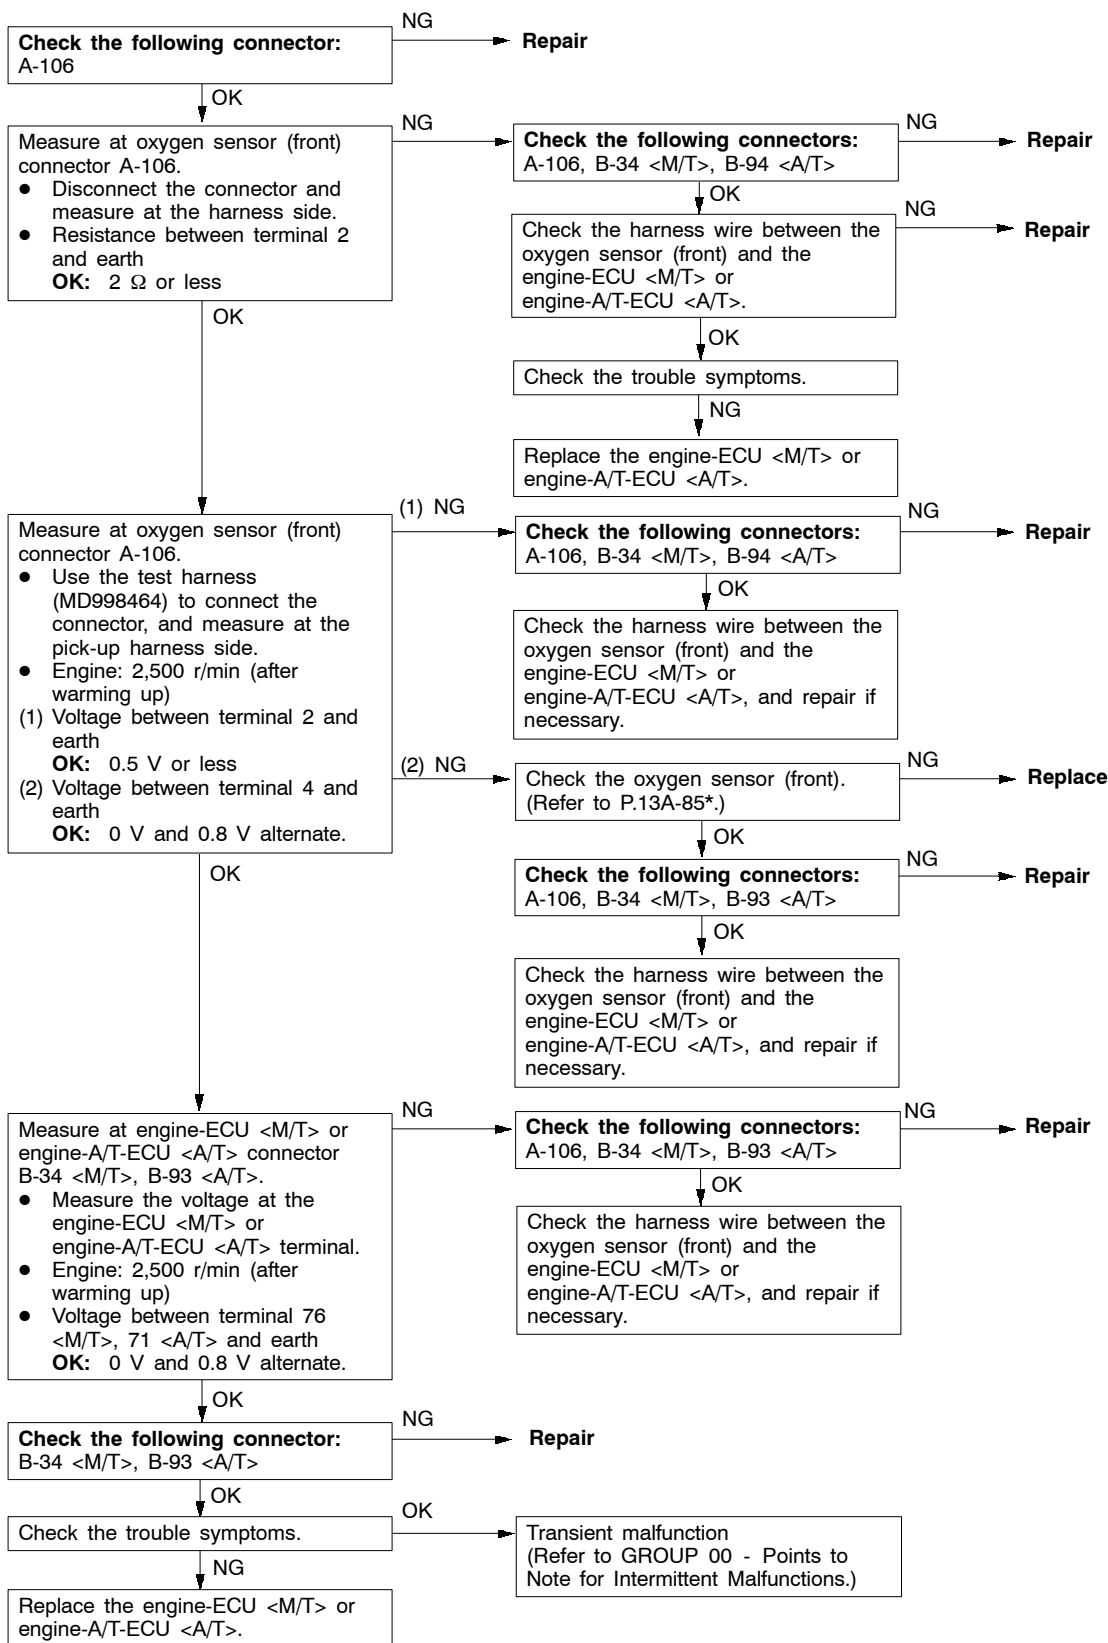 NG
Check the following connector:
A-106
Repair
OK
Measure at oxygen sensor (front)
connector A-106.
● Disconnect the connector and
measure at the harness side.
● Resistance between terminal 2
and earth
OK: 2 Ω or less
NG
Check the following connectors:
A-106, B-34 <M/T>, B-94 <A/T>
NG
Repair
OK
Check the harness wire between the
oxygen sensor (front) and the
engine-ECU <M/T> or
engine-A/T-ECU <A/T>.
NG
Repair
OK
OK
Check the trouble symptoms.
NG
Replace the engine-ECU <M/T> or
engine-A/T-ECU <A/T>.
Measure at oxygen sensor (front)
connector A-106.
● Use the test harness
(MD998464) to connect the
connector, and measure at the
pick-up harness side.
● Engine: 2,500 r/min (after
warming up)
(1) Voltage between terminal 2 and
earth
OK: 0.5 V or less
(2) Voltage between terminal 4 and
earth
OK: 0 V and 0.8 V alternate.
(1) NG
Check the following connectors:
A-106, B-34 <M/T>, B-94 <A/T>
NG
Repair
OK
Check the harness wire between the
oxygen sensor (front) and the
engine-ECU <M/T> or
engine-A/T-ECU <A/T>, and repair if
necessary.
(2) NG
Check the oxygen sensor (front).
(Refer to P.13A-85*.)
NG
Replace
OK
Check the following connectors:
A-106, B-34 <M/T>, B-93 <A/T>
NG
Repair
OK
Check the harness wire between the
oxygen sensor (front) and the
engine-ECU <M/T> or
engine-A/T-ECU <A/T>, and repair if
necessary.
OK
Measure at engine-ECU <M/T> or
engine-A/T-ECU <A/T> connector
B-34 <M/T>, B-93 <A/T>.
● Measure the voltage at the
engine-ECU <M/T> or
engine-A/T-ECU <A/T> terminal.
● Engine: 2,500 r/min (after
warming up)
● Voltage between terminal 76
<M/T>, 71 <A/T> and earth
OK: 0 V and 0.8 V alternate.
NG
Check the following connectors:
A-106, B-34 <M/T>, B-93 <A/T>
NG
Repair
OK
Check the harness wire between the
oxygen sensor (front) and the
engine-ECU <M/T> or
engine-A/T-ECU <A/T>, and repair if
necessary.
OK
Check the following connector:
B-34 <M/T>, B-93 <A/T>
NG
Repair
OK
Check the trouble symptoms.
OK
Transient malfunction
(Refer to GROUP 00 - Points to
Note for Intermittent Malfunctions.)
NG
Replace the engine-ECU <M/T> or
engine-A/T-ECU <A/T>.